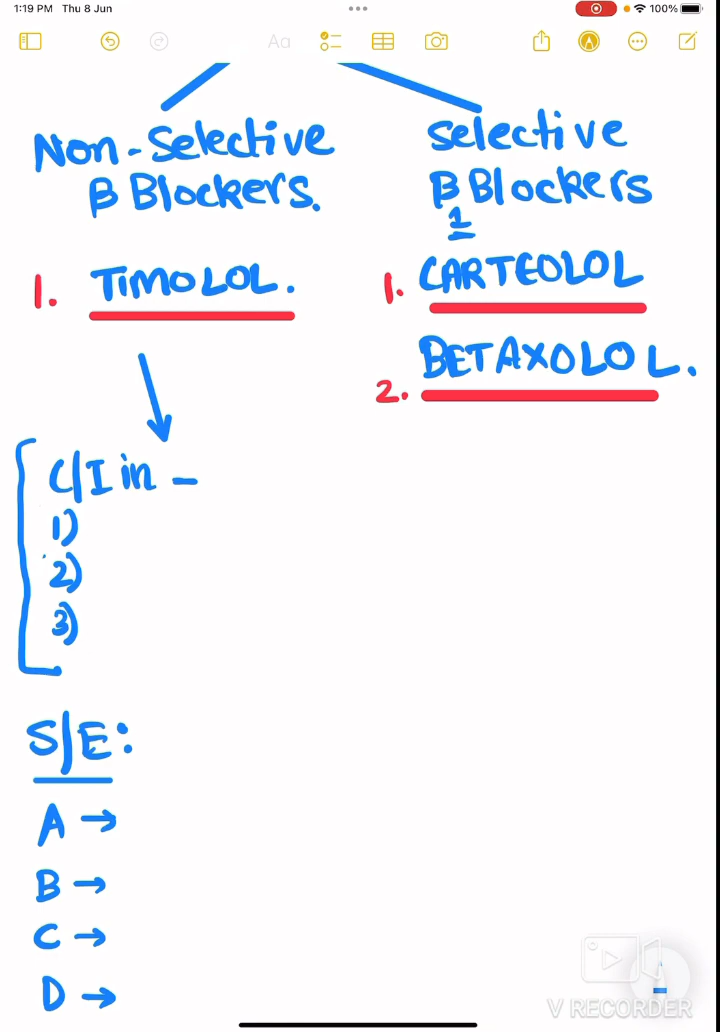 1:19 PM Thu 8 Jun
100%
Aa
Non-Selective
β Blockers.
1. TIMOLOL.
C/I in -
1)
2)
3)
S/E:
A →
B →
C →
D →
Selective
β1 Blockers
1. CARTEOLOL
2. BETAXOLOL.
V RECORDER